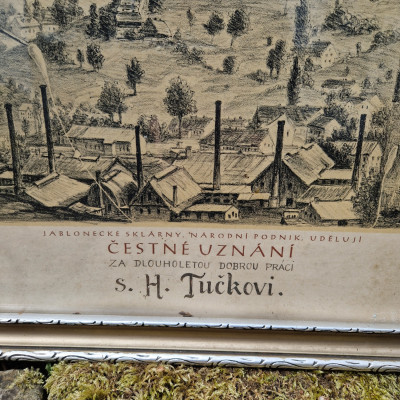 JABLONECKÉ SKLÁRNY, NÁRODNÍ PODNIK, UDĚLUJÍ
ČESTNÉ UZNÁNÍ
ZA DLOUHOLETOU DOBROU PRÁCI
s. H. Tučkovi.